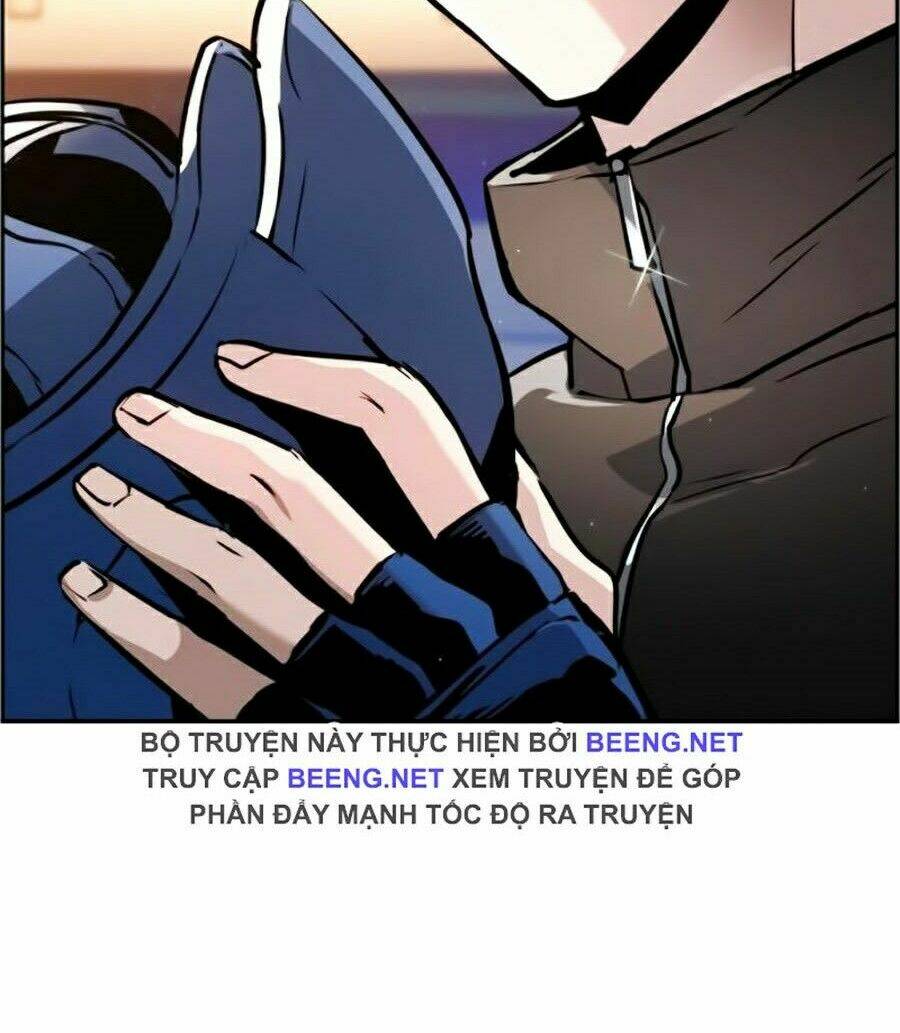 BỘ TRUYỆN NÀY THỰC HIỆN BỞI BEENG.NET
TRUY CẬP BEENG.NET XEM TRUYỆN ĐỂ GÓP
PHẦN ĐẨY MẠNH TỐC ĐỘ RA TRUYỆN